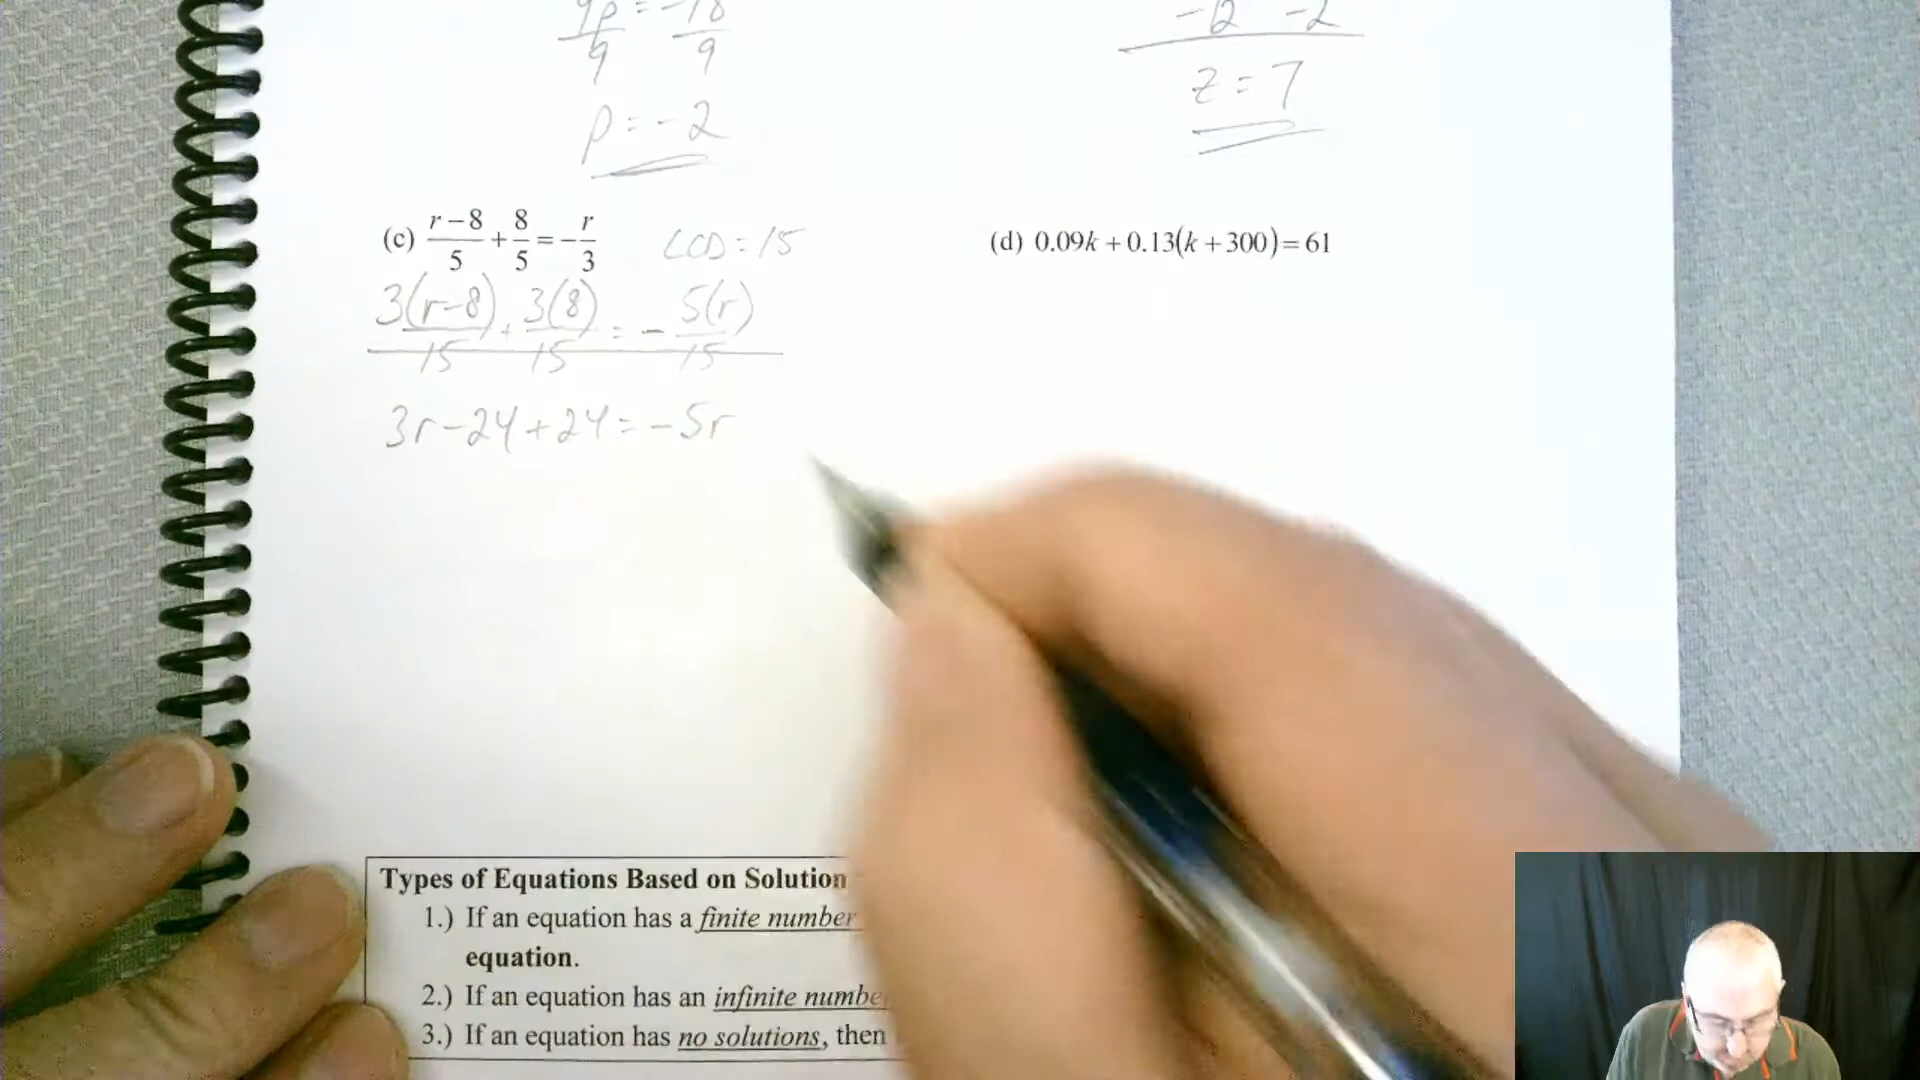 9p = -18
9 9
p = -2
-12 -2
z = 7
(c) r-8/5 + 8/5 = -r/3 LCD = 15
3(r-8)/15 + 3(8)/15 = - 5(r)/15
3r-24+24 = -5r
(d) 0.09k + 0.13(k + 300) = 61
Types of Equations Based on Solution
1.) If an equation has a finite number
equation.
2.) If an equation has an infinite
3.) If an equation has no solutions, then